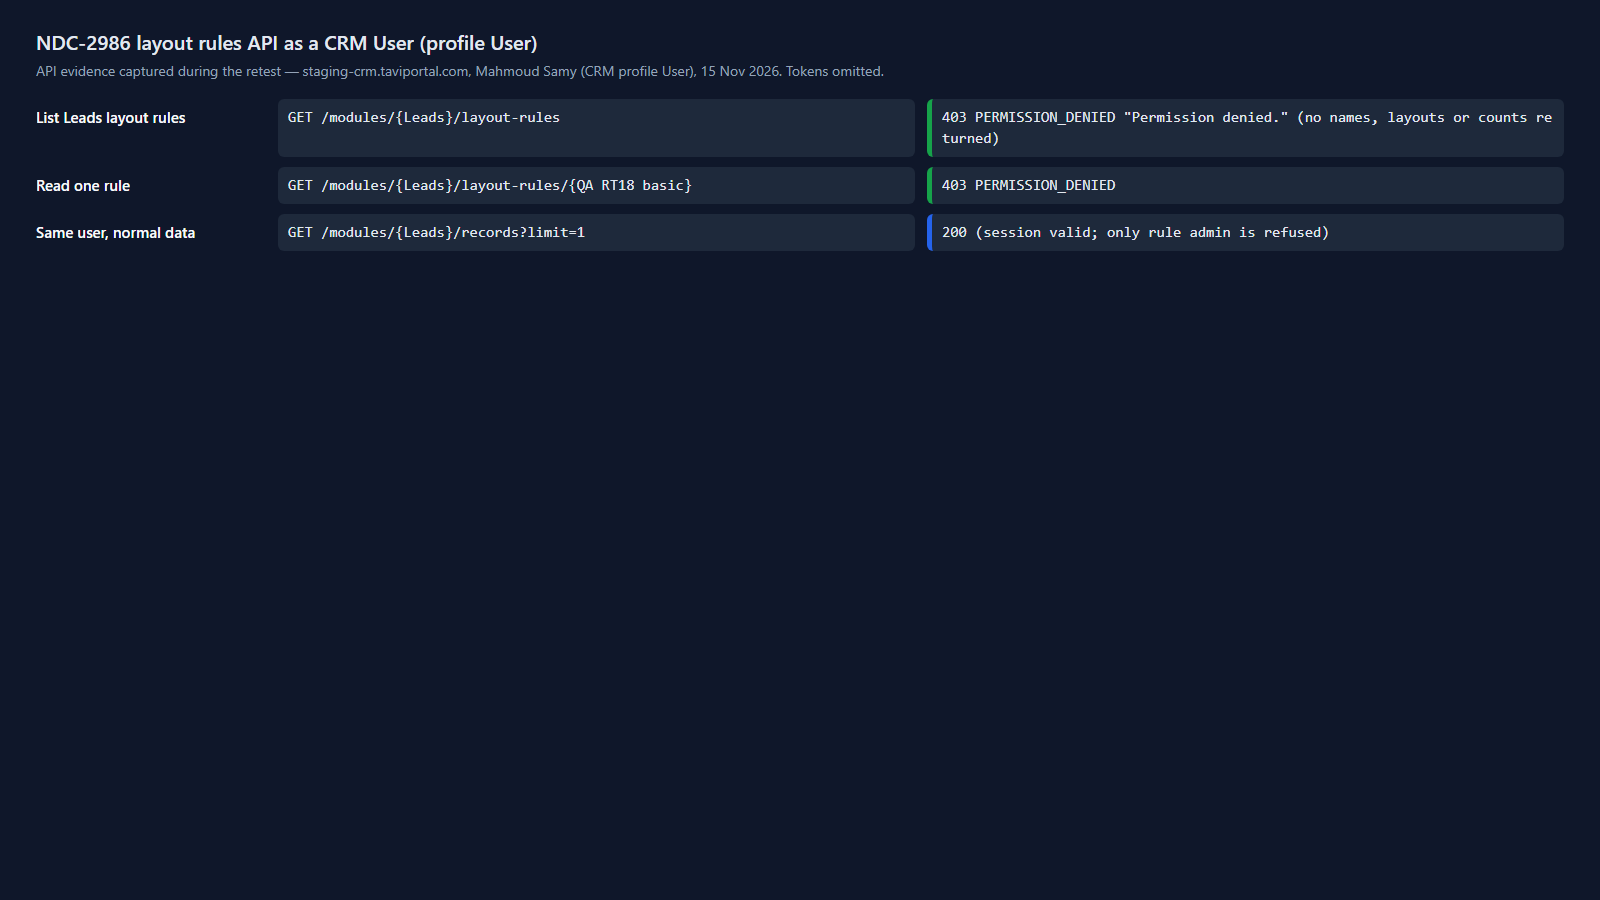 NDC-2986 layout rules API as a CRM User (profile User)
API evidence captured during the retest — staging-crm.taviportal.com, Mahmoud Samy (CRM profile User), 15 Nov 2026. Tokens omitted.
List Leads layout rules
GET /modules/{Leads}/layout-rules
403 PERMISSION_DENIED "Permission denied." (no names, layouts or counts re
turned)
Read one rule
GET /modules/{Leads}/layout-rules/{QA RT18 basic}
403 PERMISSION_DENIED
Same user, normal data
GET /modules/{Leads}/records?limit=1
200 (session valid; only rule admin is refused)